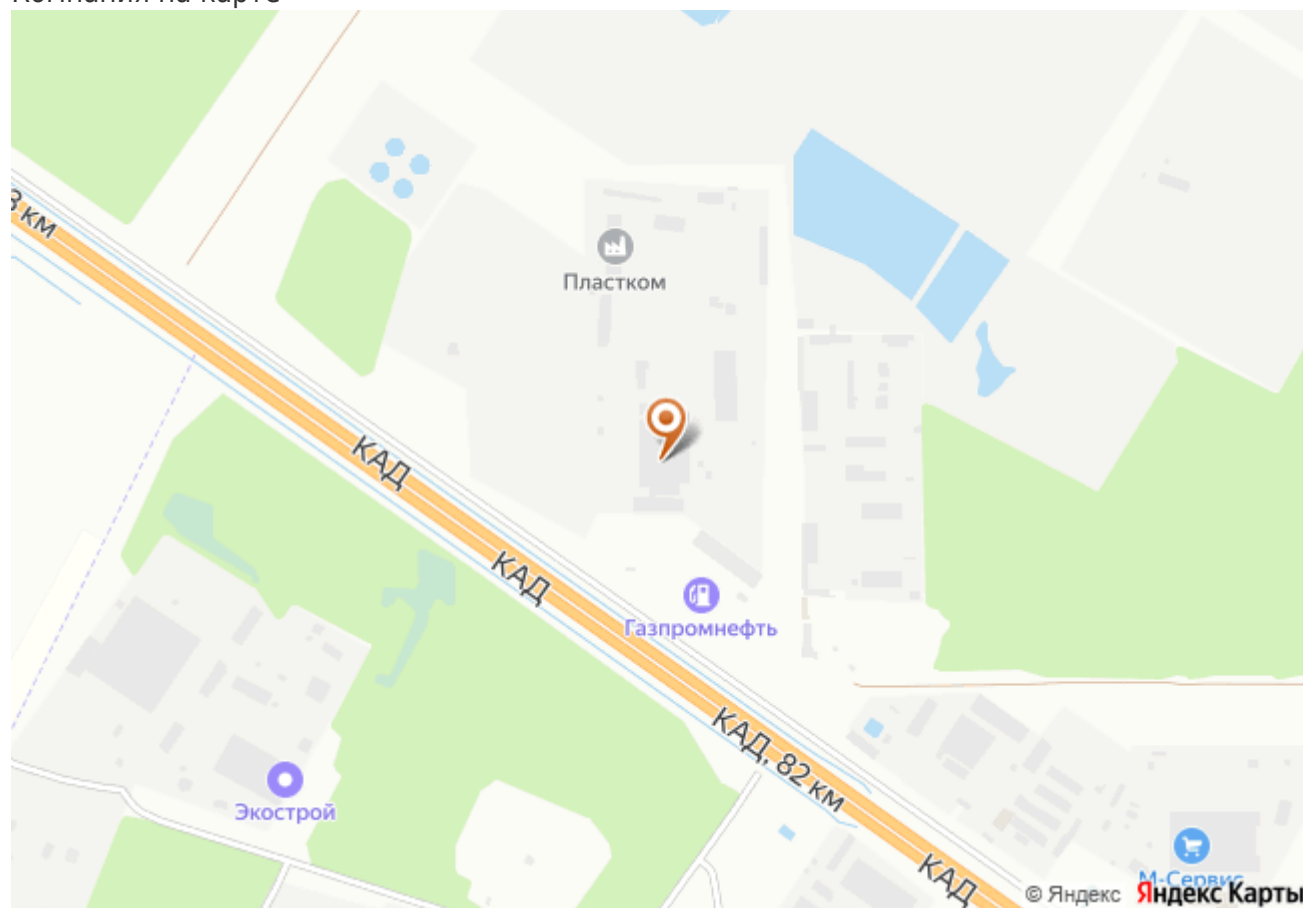 3 км
Пластком
КАД
КАД
Газпромнефть
КАД, 82 км
Экострой
М-Сервис
КАД
© Яндекс Яндекс Карты